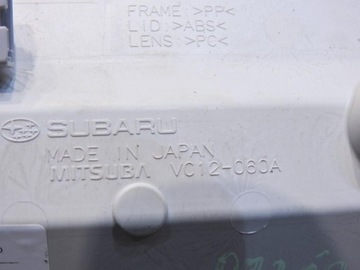 FRAME:>PP<
LID:>ABS<
LENS:>PC<
SUBARU
MADE IN JAPAN
MITSUBA VC12-060A